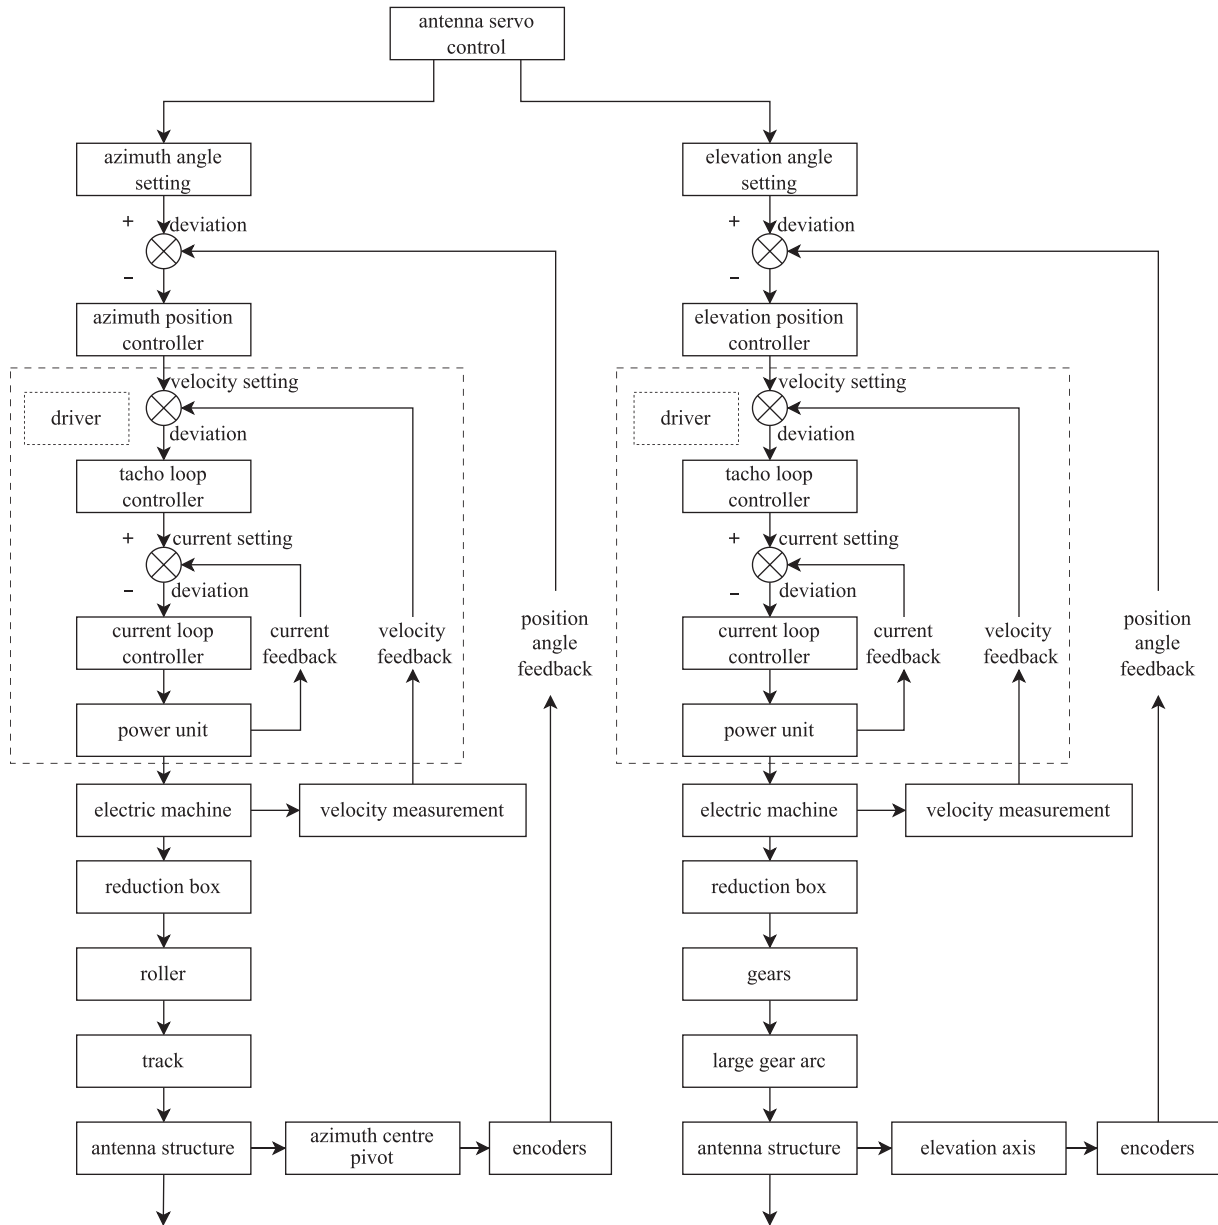 antenna servo
control
azimuth angle
setting
+
deviation
−
azimuth position
controller
velocity setting
driver
deviation
tacho loop
controller
+
current setting
−
deviation
current loop
controller
current
feedback
velocity
feedback
position
angle
feedback
power unit
electric machine
velocity measurement
reduction box
roller
track
antenna structure
azimuth centre
pivot
encoders
elevation angle
setting
+
deviation
−
elevation position
controller
velocity setting
driver
deviation
tacho loop
controller
+
current setting
−
deviation
current loop
controller
current
feedback
velocity
feedback
position
angle
feedback
power unit
electric machine
velocity measurement
reduction box
gears
large gear arc
antenna structure
elevation axis
encoders